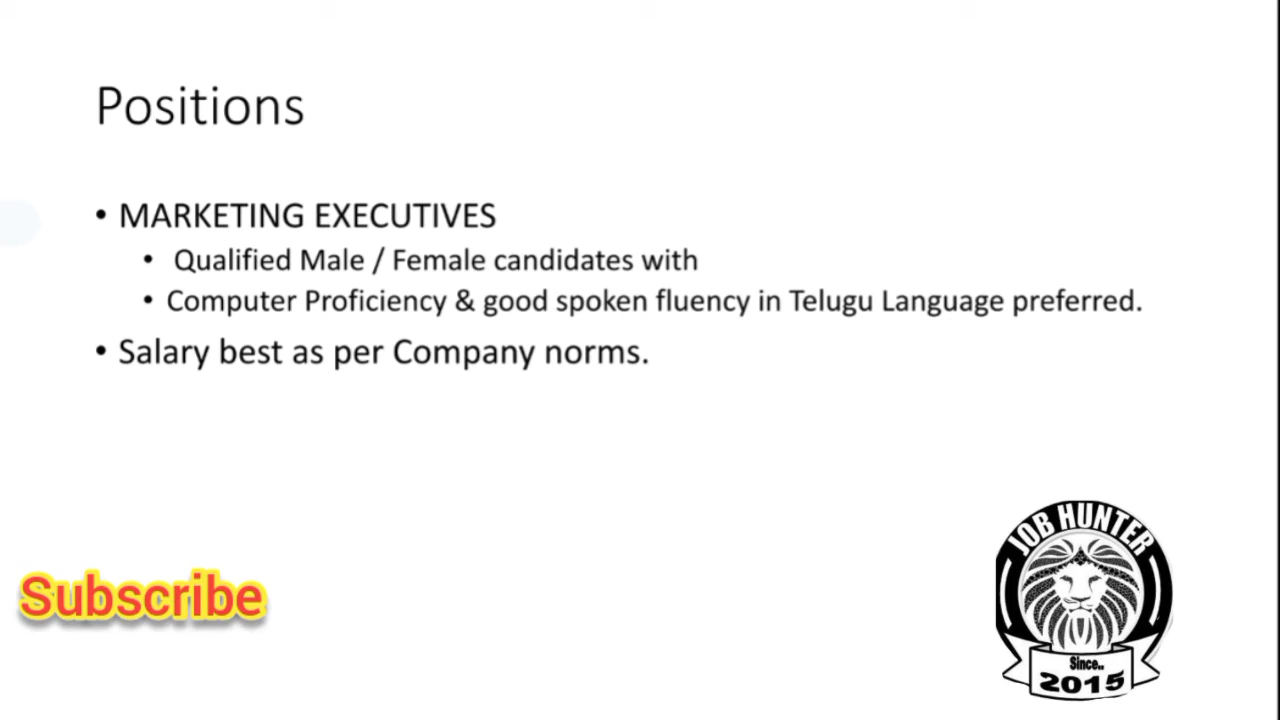 Positions
• MARKETING EXECUTIVES
• Qualified Male / Female candidates with
• Computer Proficiency & good spoken fluency in Telugu Language preferred.
• Salary best as per Company norms.
Subscribe
JOB HUNTER
Since..
2015